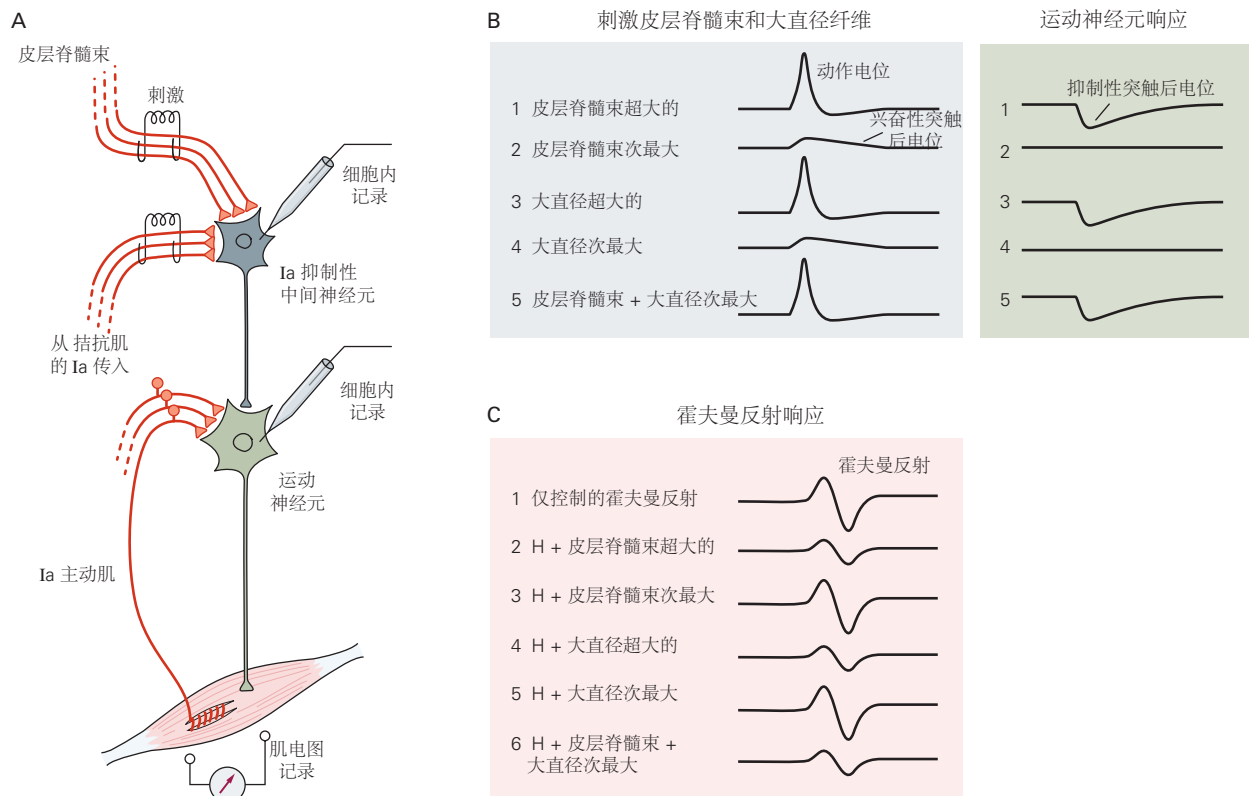 A
皮层脊髓束
刺激
细胞内
记录
Ia 抑制性
中间神经元
从 拮抗肌
的 Ia 传入
细胞内
记录
运动
神经元
Ia 主动肌
肌电图
记录
B
刺激皮层脊髓束和大直径纤维
动作电位
1 皮层脊髓束超大的
兴奋性突触
后电位
2 皮层脊髓束次最大
3 大直径超大的
4 大直径次最大
5 皮层脊髓束 + 大直径次最大
运动神经元响应
抑制性突触后电位
1
2
3
4
5
C
霍夫曼反射响应
霍夫曼反射
1 仅控制的霍夫曼反射
2 H + 皮层脊髓束超大的
3 H + 皮层脊髓束次最大
4 H + 大直径超大的
5 H + 大直径次最大
6 H + 皮层脊髓束 +
大直径次最大